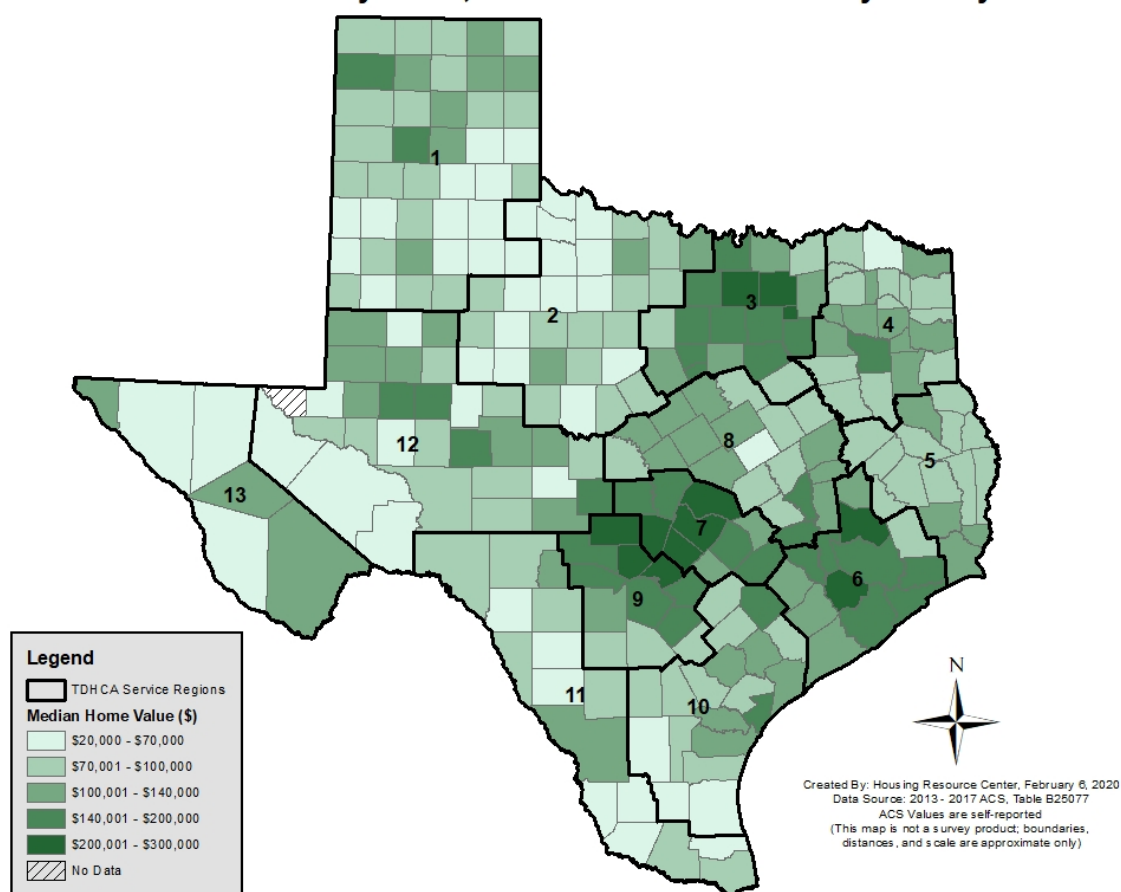 1
2
3
4
5
6
7
8
9
10
11
12
13
N
Legend
TDHCA Service Regions
Median Home Value ($)
$20,000 - $70,000
$70,001 - $100,000
$100,001 - $140,000
$140,001 - $200,000
$200,001 - $300,000
No Data
Created By: Housing Resource Center, February 6, 2020
Data Source: 2013 - 2017 ACS, Table B25077
ACS Values are self-reported
(This map is not a survey product; boundaries,
distances, and scale are approximate only)